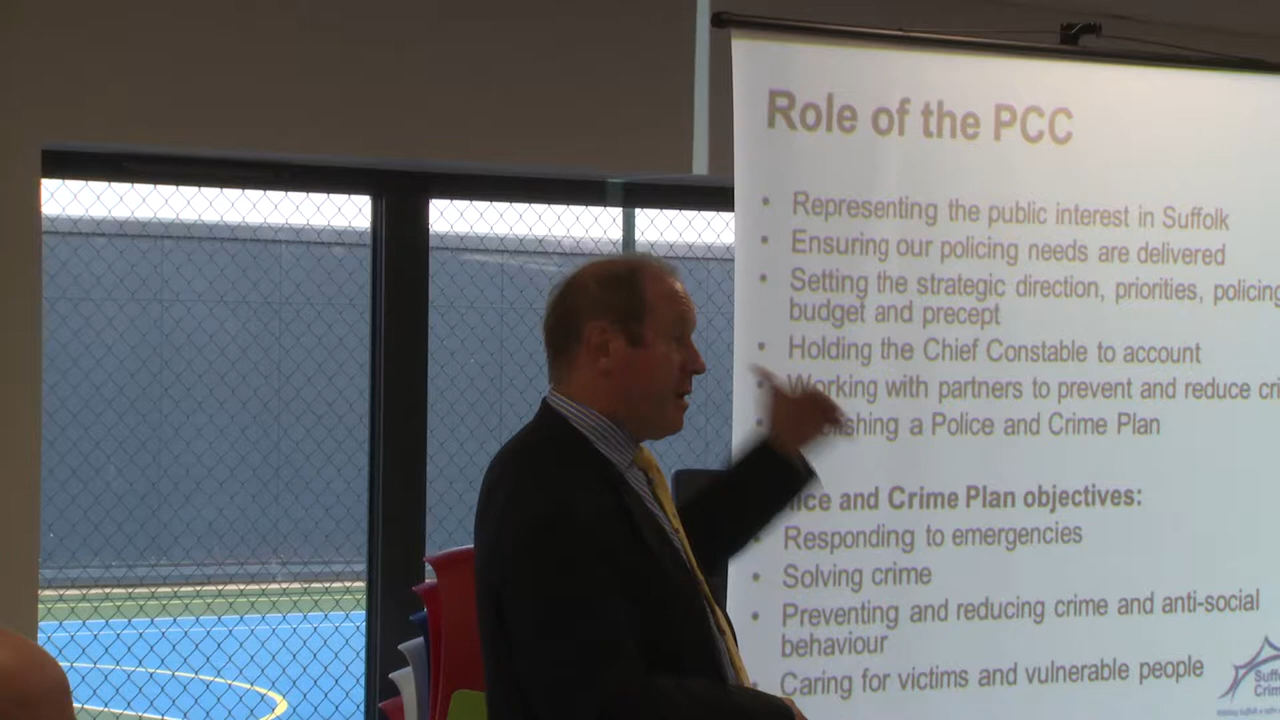 Role of the PCC
• Representing the public interest in Suffolk
• Ensuring our policing needs are delivered
• Setting the strategic direction, priorities, policing
budget and precept
• Holding the Chief Constable to account
• Working with partners to prevent and reduce
a Police and Crime Plan
and Crime Plan objectives:
Responding to emergencies
• Solving crime
• Preventing and reducing crime and anti-social
behaviour
• Caring for victims and vulnerable people